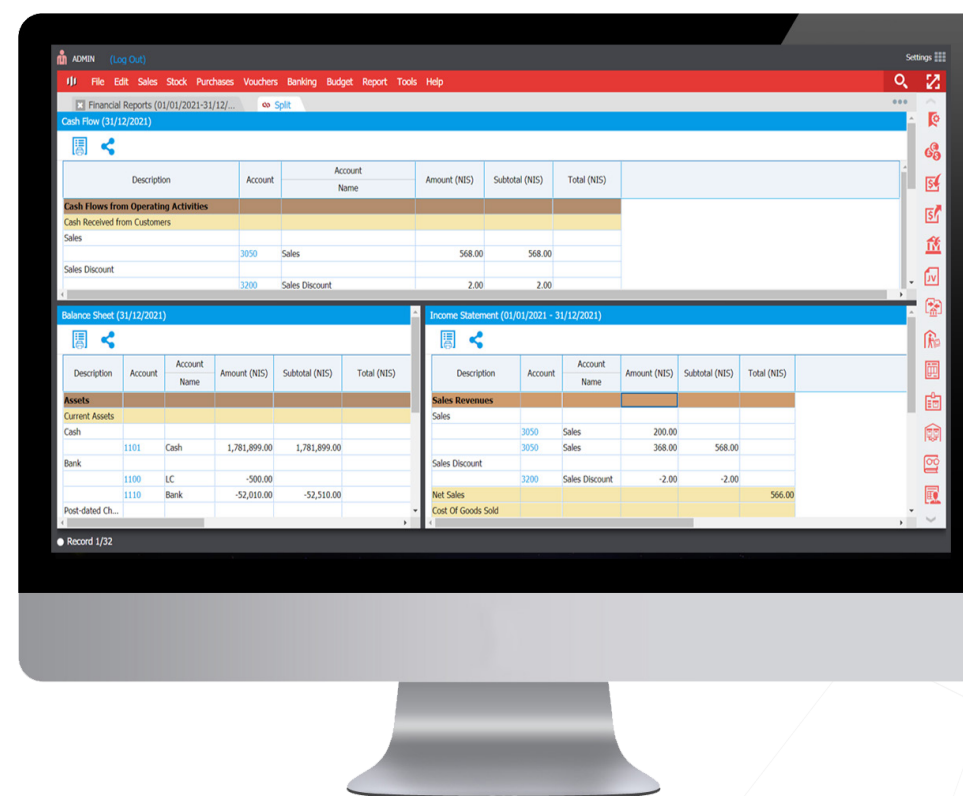 ADMIN (Log Out) Settings
File Edit Sales Stock Purchases Vouchers Banking Budget Report Tools Help
Financial Reports (01/01/2021-31/12/... Split
Cash Flow (31/12/2021)
Description Account Account Name Amount (NIS) Subtotal (NIS) Total (NIS)
Cash Flows from Operating Activities
Cash Received from Customers
Sales
3050 Sales 568.00 568.00
Sales Discount
3200 Sales Discount 2.00 2.00
Balance Sheet (31/12/2021)
Description Account Account Name Amount (NIS) Subtotal (NIS) Total (NIS)
Assets
Current Assets
Cash
1101 Cash 1,781,899.00 1,781,899.00
Bank
1100 LC -500.00
1110 Bank -52,010.00 -52,510.00
Post-dated Ch...
Income Statement (01/01/2021 - 31/12/2021)
Description Account Account Name Amount (NIS) Subtotal (NIS) Total (NIS)
Sales Revenues
Sales
3050 Sales 200.00
3050 Sales 368.00 568.00
Sales Discount
3200 Sales Discount -2.00 -2.00
Net Sales 566.00
Cost Of Goods Sold
Record 1/32